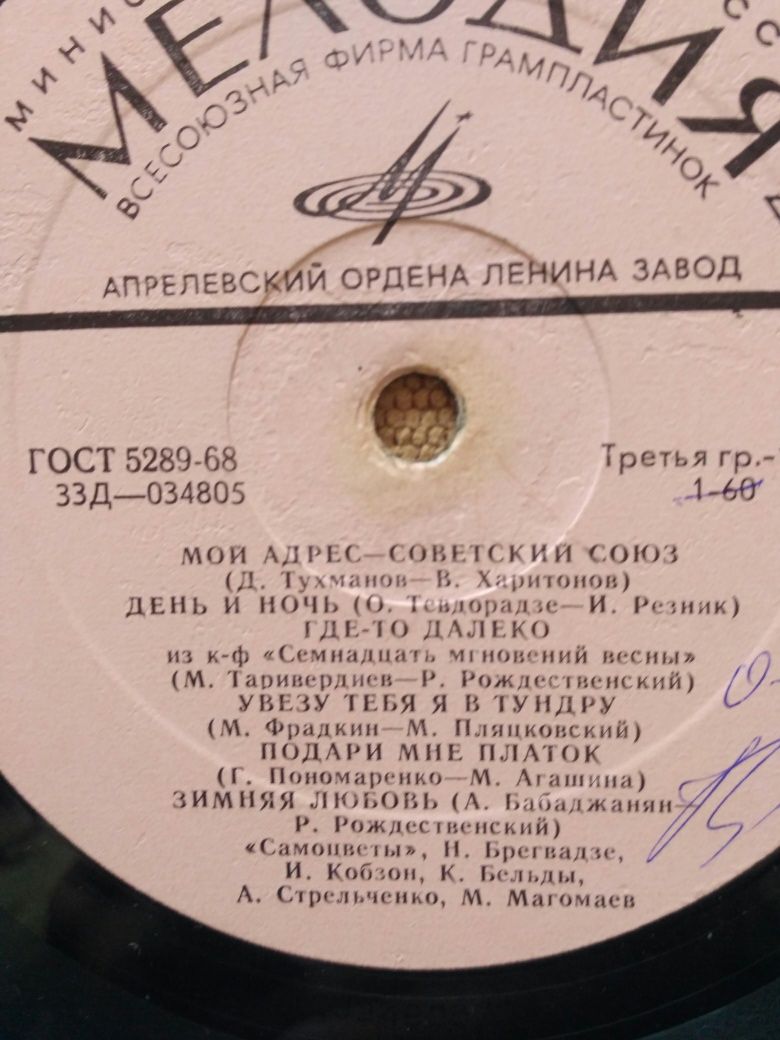 МЕЛОДИЯ
ВСЕСОЮЗНАЯ ФИРМА ГРАМПЛАСТИНОК
АПРЕЛЕВСКИЙ ОРДЕНА ЛЕНИНА ЗАВОД
ГОСТ 5289-68
Третья гр.-
33Д—034805
1-60
МОЙ АДРЕС—СОВЕТСКИЙ СОЮЗ
(Д. Тухманов—В. Харитонов)
ДЕНЬ И НОЧЬ (О. Тевдорадзе—И. Резник)
ГДЕ-ТО ДАЛЕКО
из к-ф «Семнадцать мгновений весны»
(М. Таривердиев—Р. Рождественский)
УВЕЗУ ТЕБЯ Я В ТУНДРУ
(М. Фрадкин—М. Пляцковский)
ПОДАРИ МНЕ ПЛАТОК
(Г. Пономаренко—М. Агашина)
ЗИМНЯЯ ЛЮБОВЬ (А. Бабаджанян—
Р. Рождественский)
«Самоцветы», Н. Брегвадзе,
И. Кобзон, К. Бельды,
А. Стрельченко, М. Магомаев